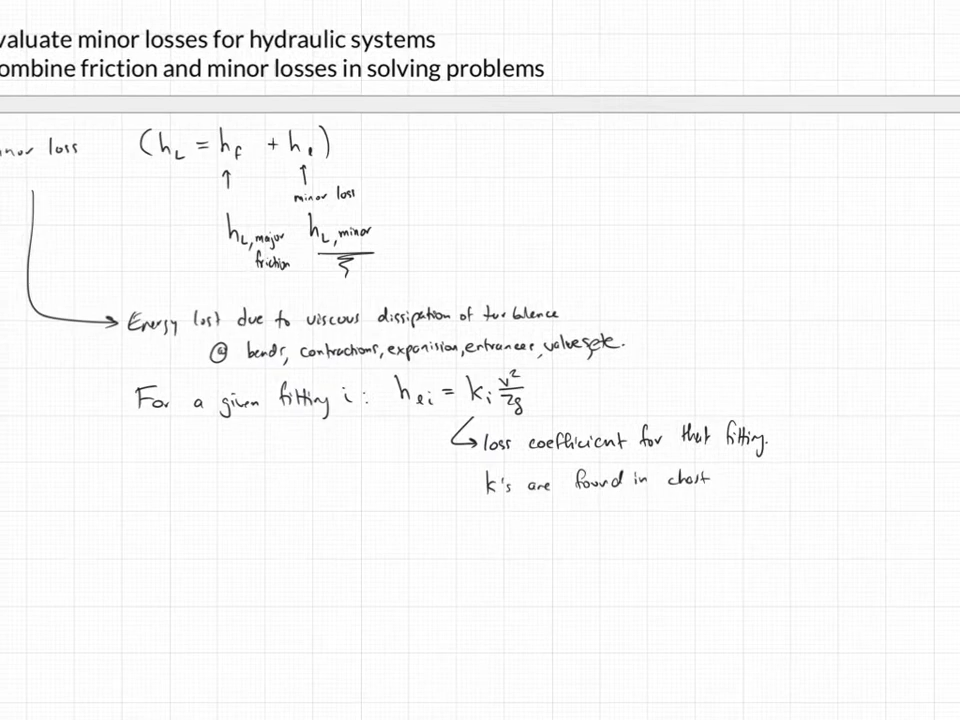 valuate minor losses for hydraulic systems
ombine friction and minor losses in solving problems
nor loss (h_L = h_f + h_l)
↑ ↑
minor loss
h_L,major h_L,minor
friction
Energy lost due to viscous dissipation of turbulence
@ bends, contractions, expansion, entrances, valves, etc.
For a given fitting i: h_li = k_i v²/2g
loss coefficient for that fitting.
k's are found in chart